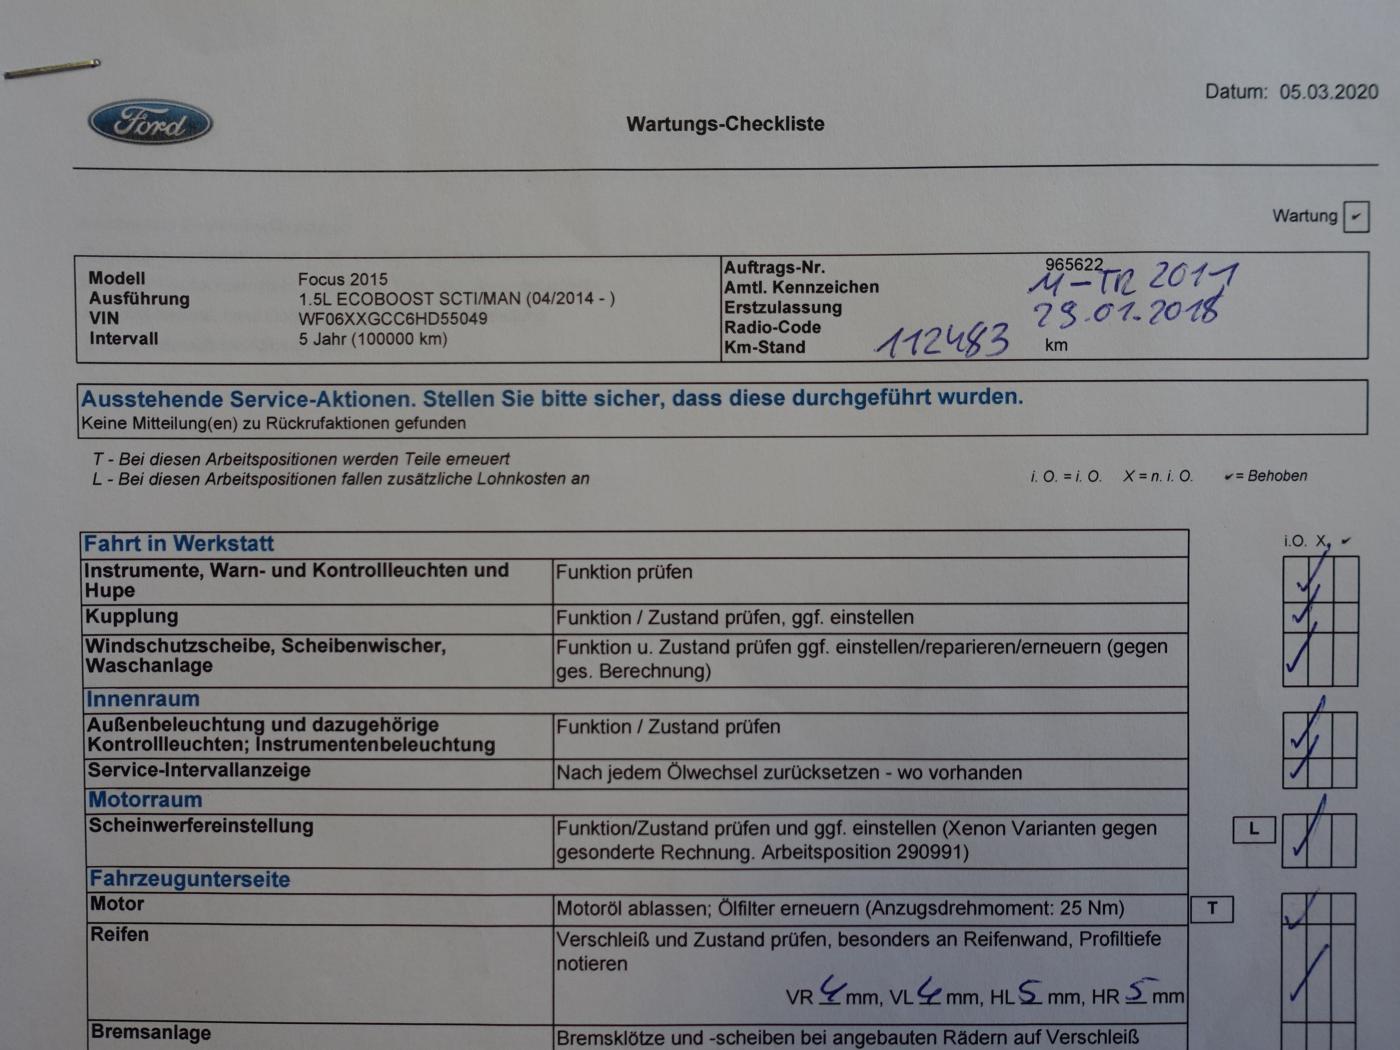 Datum: 05.03.2020
Ford
Wartungs-Checkliste
Wartung ✔
Modell Focus 2015
Ausführung 1.5L ECOBOOST SCTI/MAN (04/2014 - )
VIN WF06XXGCC6HD55049
Intervall 5 Jahr (100000 km)
Auftrags-Nr. 965622
Amtl. Kennzeichen M-TR 2011
Erstzulassung 29.01.2018
Radio-Code
Km-Stand 112483 km
Ausstehende Service-Aktionen. Stellen Sie bitte sicher, dass diese durchgeführt wurden.
Keine Mitteilung(en) zu Rückrufaktionen gefunden
T - Bei diesen Arbeitspositionen werden Teile erneuert
L - Bei diesen Arbeitspositionen fallen zusätzliche Lohnkosten an
i. O. = i. O. X = n. i. O. ✔= Behoben
Fahrt in Werkstatt
i.O. X ✔
Instrumente, Warn- und Kontrollleuchten und
Hupe
Funktion prüfen
Kupplung
Funktion / Zustand prüfen, ggf. einstellen
Windschutzscheibe, Scheibenwischer,
Waschanlage
Funktion u. Zustand prüfen ggf. einstellen/reparieren/erneuern (gegen
ges. Berechnung)
Innenraum
Außenbeleuchtung und dazugehörige
Kontrollleuchten; Instrumentenbeleuchtung
Funktion / Zustand prüfen
Service-Intervallanzeige
Nach jedem Ölwechsel zurücksetzen - wo vorhanden
Motorraum
Scheinwerfereinstellung
Funktion/Zustand prüfen und ggf. einstellen (Xenon Varianten gegen
gesonderte Rechnung. Arbeitsposition 290991)
L
Fahrzeugunterseite
Motor
Motoröl ablassen; Ölfilter erneuern (Anzugsdrehmoment: 25 Nm)
T
Reifen
Verschleiß und Zustand prüfen, besonders an Reifenwand, Profiltiefe
notieren
VR 4 mm, VL 4 mm, HL 5 mm, HR 5 mm
Bremsanlage
Bremsklötze und -scheiben bei angebauten Rädern auf Verschleiß